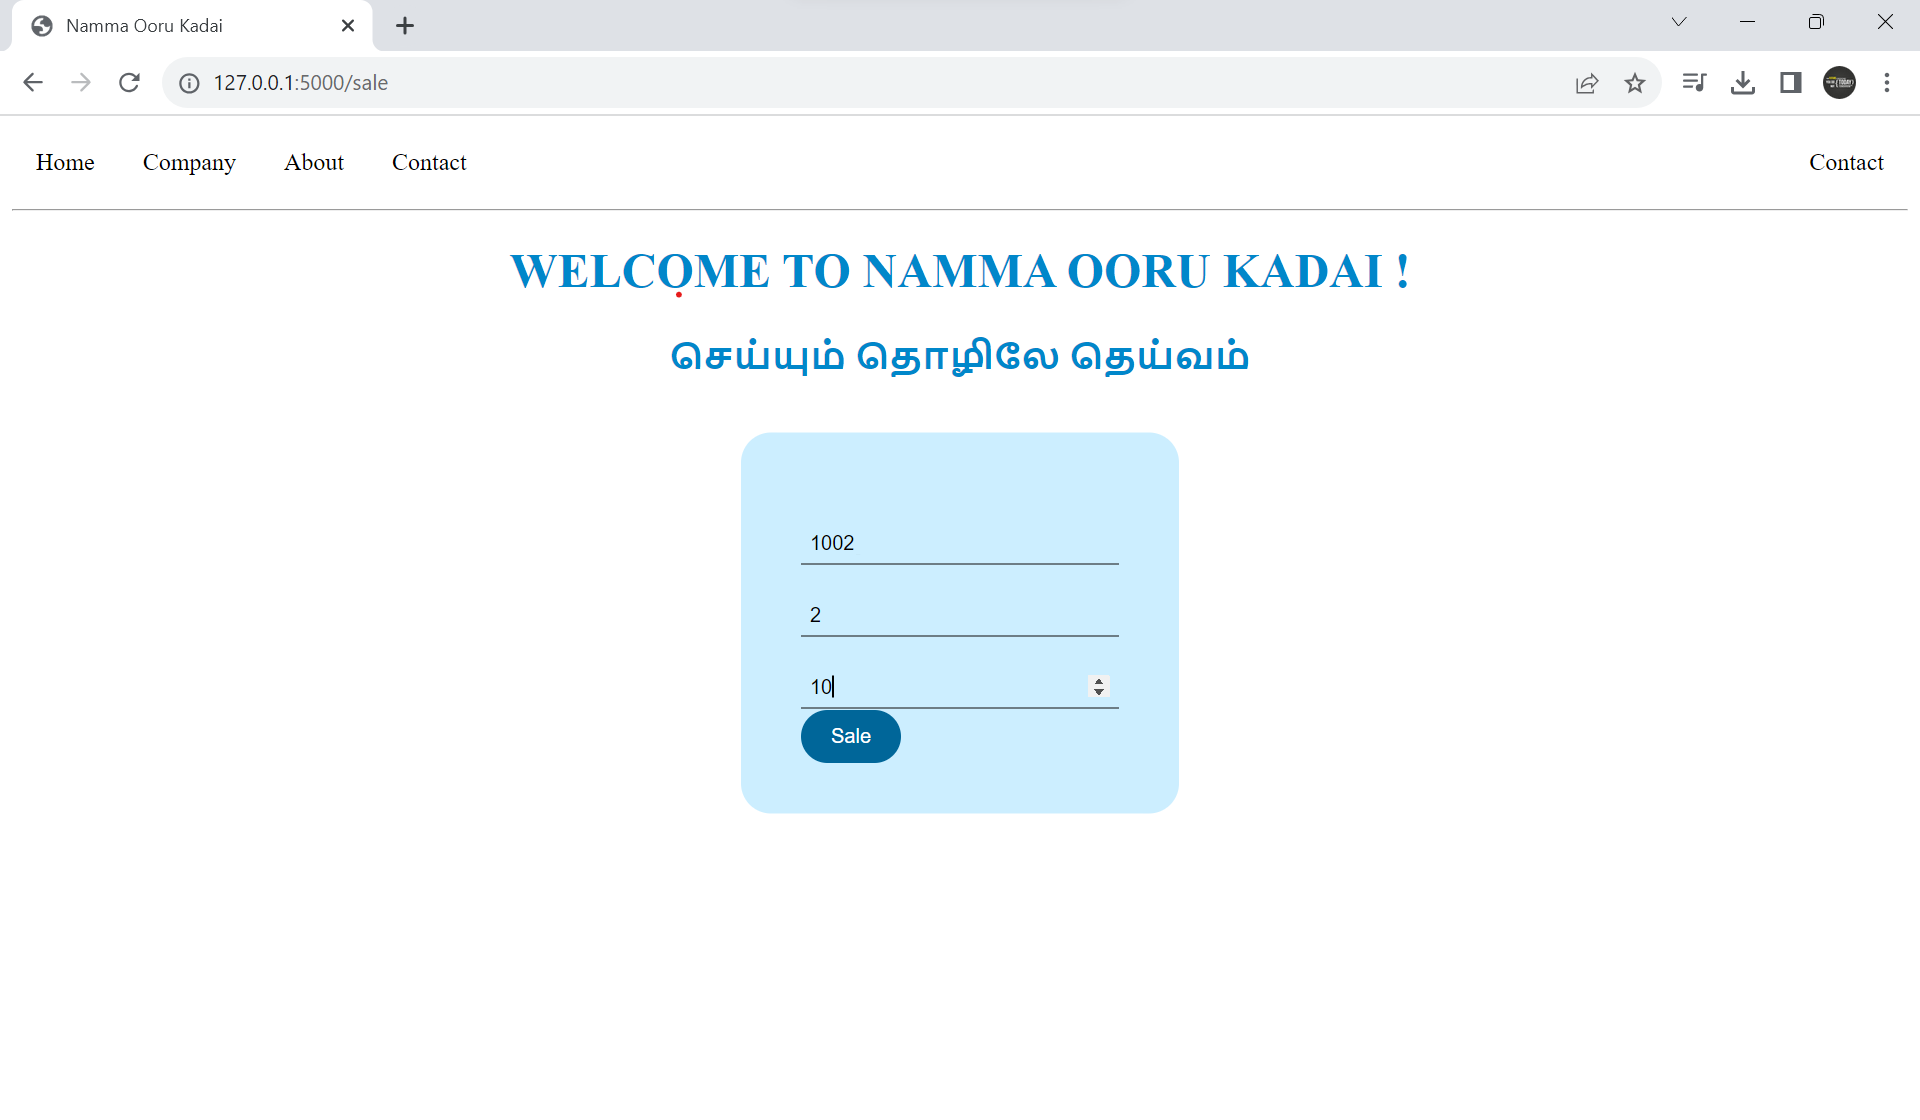 Namma Ooru Kadai
127.0.0.1:5000/sale
Home Company About Contact Contact
WELCOME TO NAMMA OORU KADAI !
செய்யும் தொழிலே தெய்வம்
1002
2
10
Sale